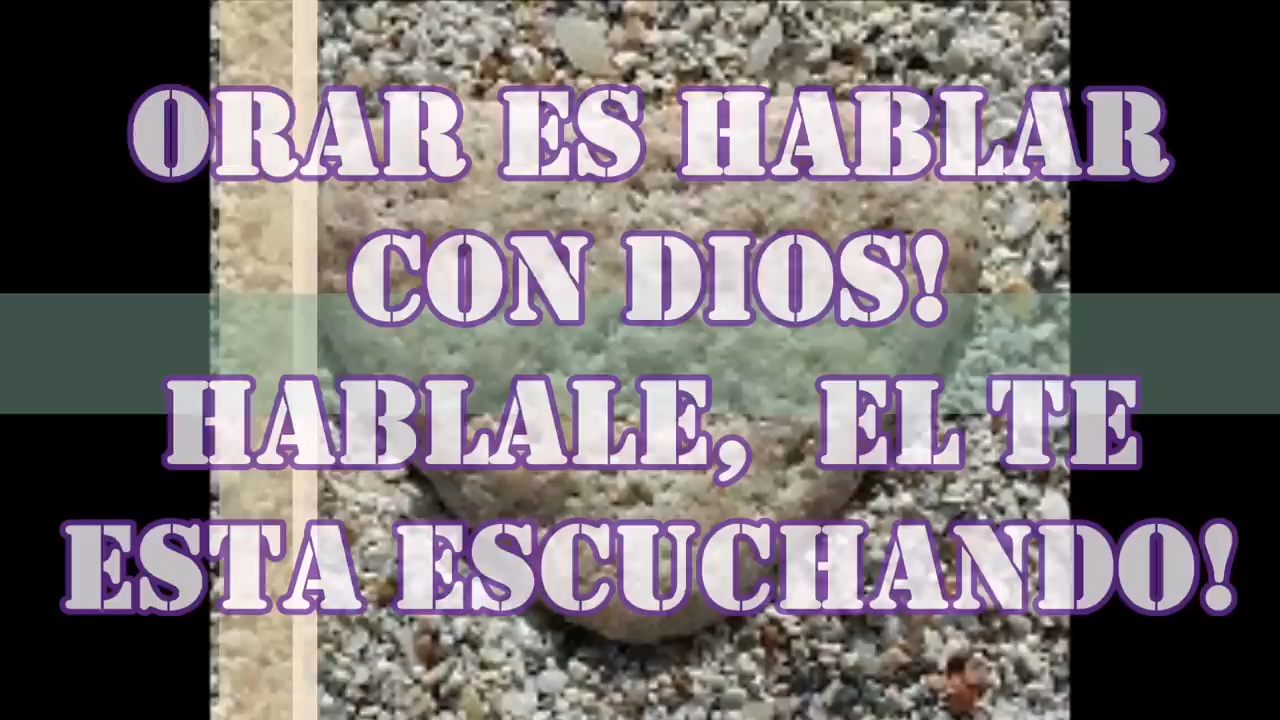 ORAR ES HABLAR
CON DIOS!
HABLALE,  EL TE
ESTA ESCUCHANDO!